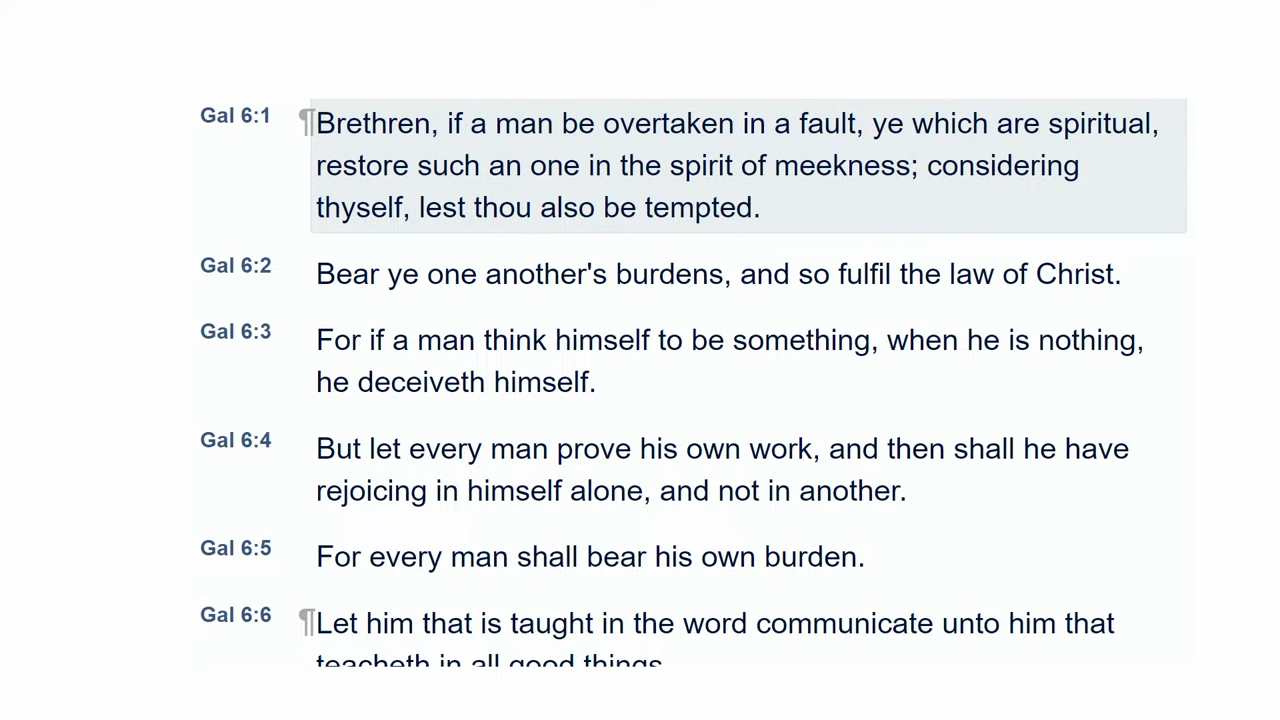 Gal 6:1 ¶Brethren, if a man be overtaken in a fault, ye which are spiritual,
restore such an one in the spirit of meekness; considering
thyself, lest thou also be tempted.
Gal 6:2 Bear ye one another's burdens, and so fulfil the law of Christ.
Gal 6:3 For if a man think himself to be something, when he is nothing,
he deceiveth himself.
Gal 6:4 But let every man prove his own work, and then shall he have
rejoicing in himself alone, and not in another.
Gal 6:5 For every man shall bear his own burden.
Gal 6:6 ¶Let him that is taught in the word communicate unto him that
teacheth in all good things.